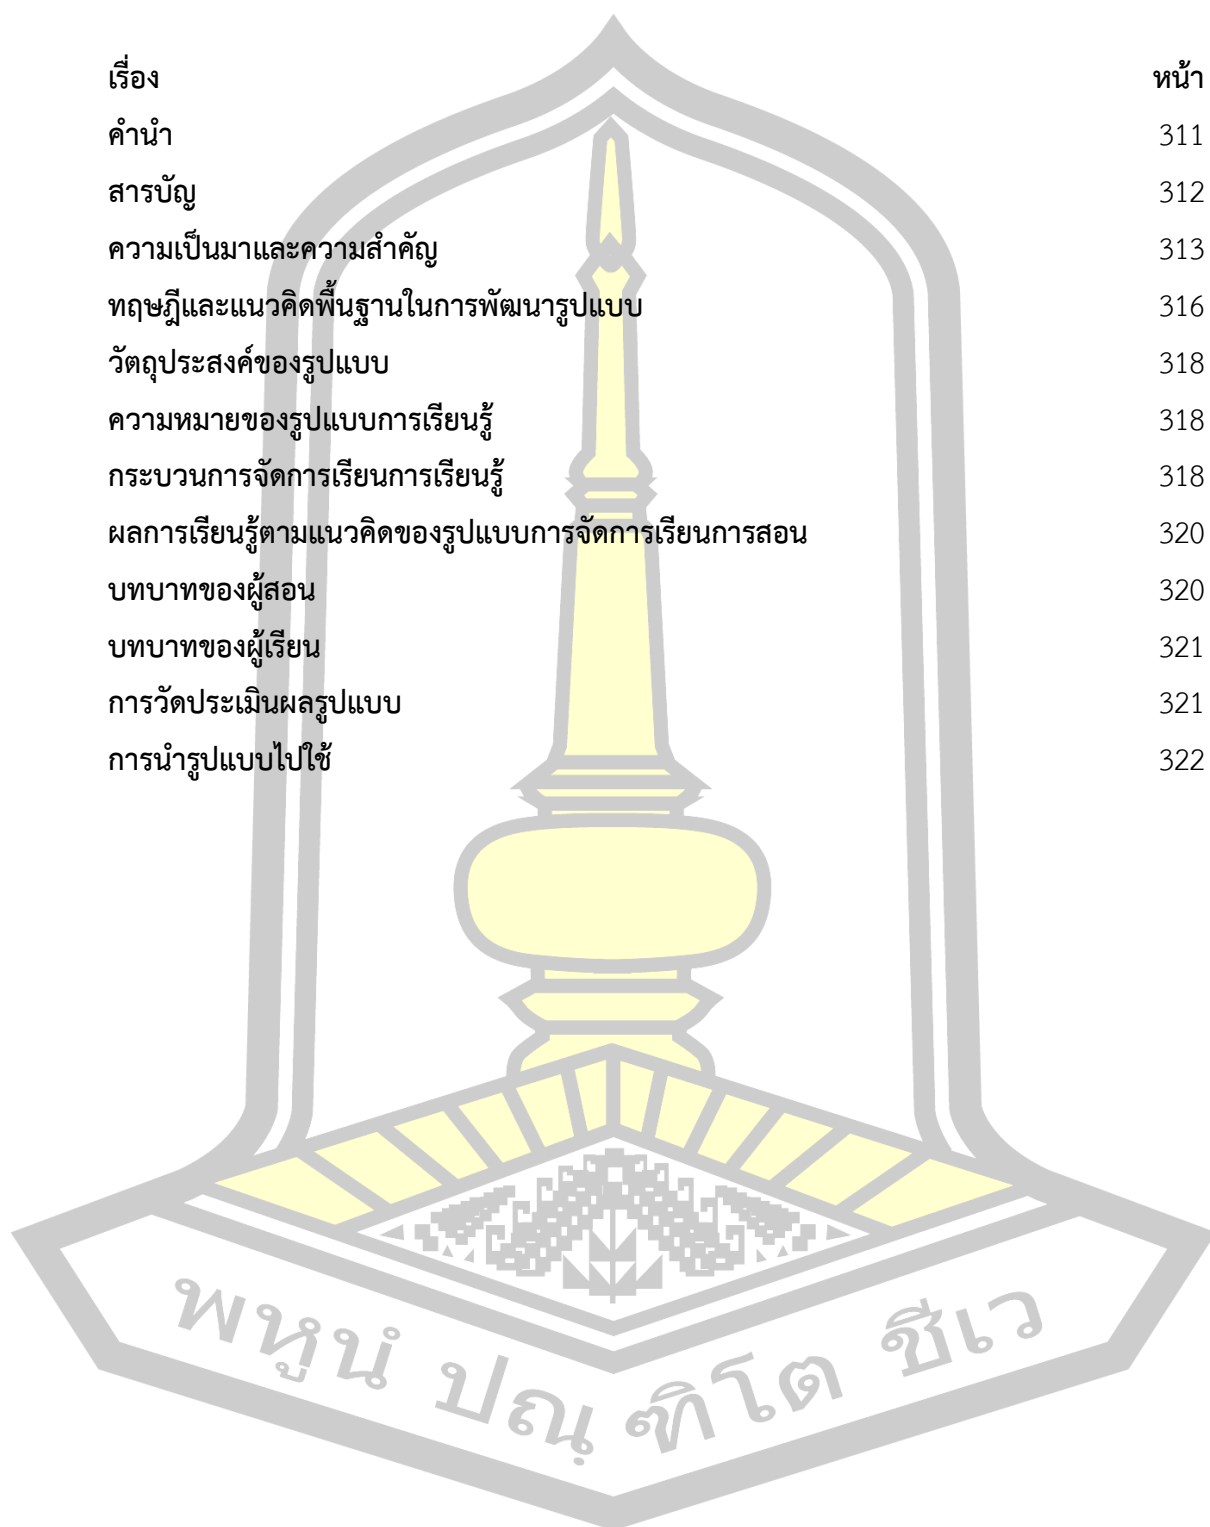 เรื่อง หน้า
คำนำ 311
สารบัญ 312
ความเป็นมาและความสำคัญ 313
ทฤษฎีและแนวคิดพื้นฐานในการพัฒนารูปแบบ 316
วัตถุประสงค์ของรูปแบบ 318
ความหมายของรูปแบบการเรียนรู้ 318
กระบวนการจัดการเรียนการเรียนรู้ 318
ผลการเรียนรู้ตามแนวคิดของรูปแบบการจัดการเรียนการสอน 320
บทบาทของผู้สอน 320
บทบาทของผู้เรียน 321
การวัดประเมินผลรูปแบบ 321
การนำรูปแบบไปใช้ 322
พหูนํ ปณฺฑิโต ชีเว